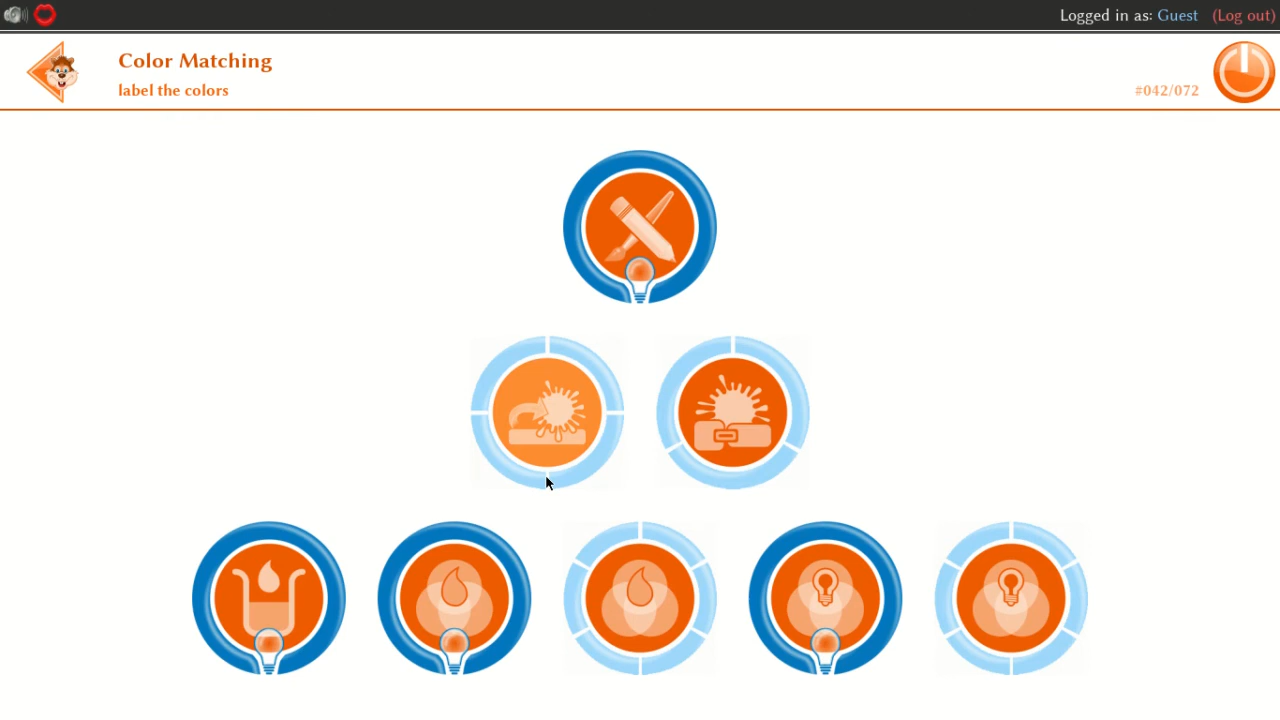 Logged in as: Guest (Log out)
Color Matching
label the colors
#042/072